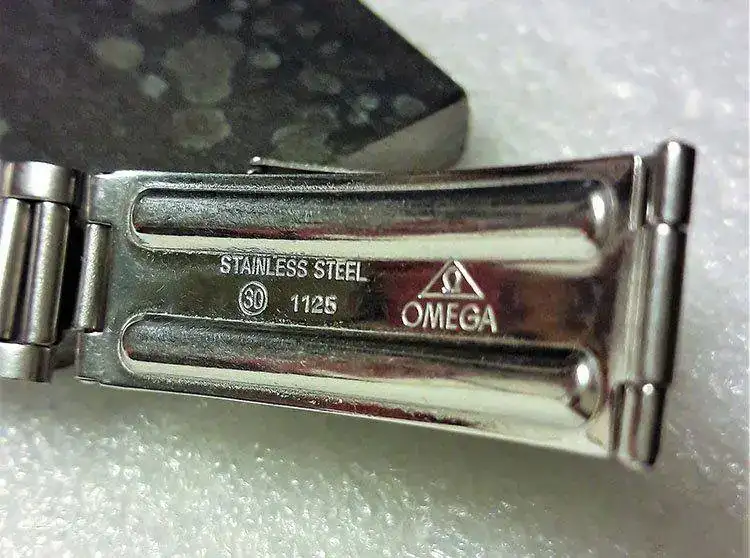 STAINLESS STEEL
㉚ 1125
Ω
OMEGA